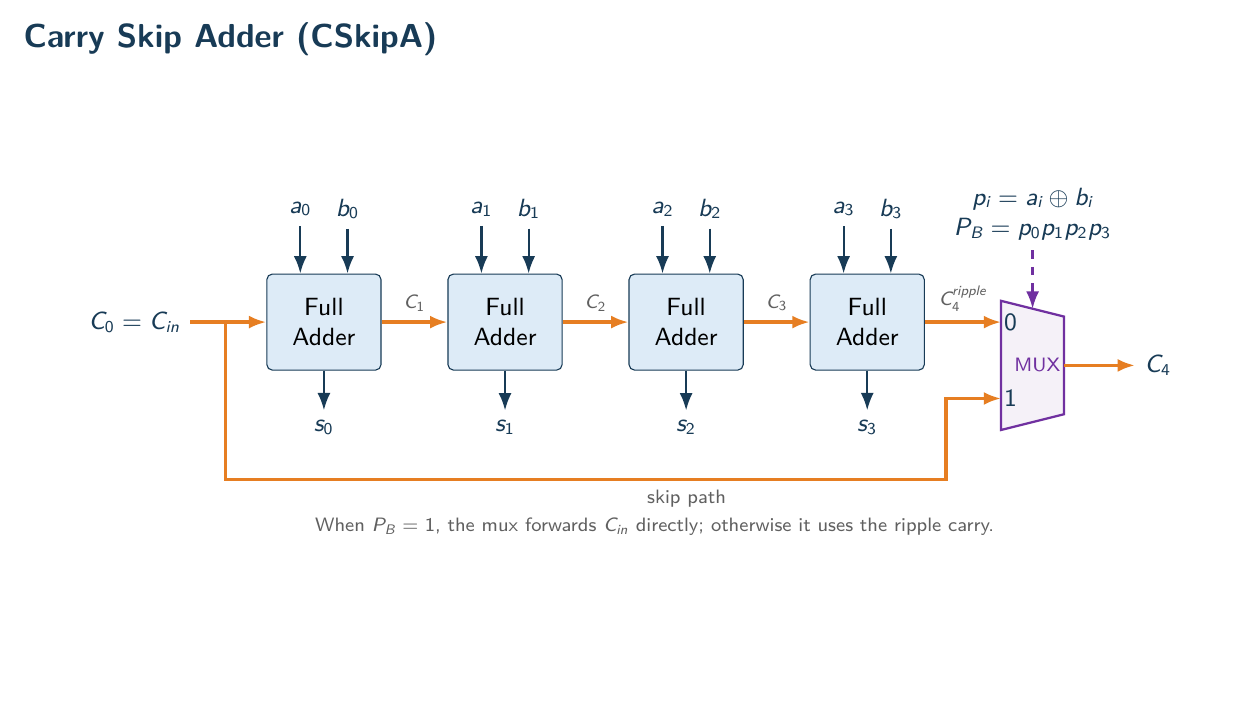 Carry Skip Adder (CSkipA)
a₀ b₀ a₁ b₁ a₂ b₂ a₃ b₃
pᵢ = aᵢ ⊕ bᵢ
P_B = p₀p₁p₂p₃
C₀ = C_in
Full
Adder
C₁
Full
Adder
C₂
Full
Adder
C₃
Full
Adder
C₄^ripple
0
MUX
1
C₄
s₀ s₁ s₂ s₃
skip path
When P_B = 1, the mux forwards C_in directly; otherwise it uses the ripple carry.